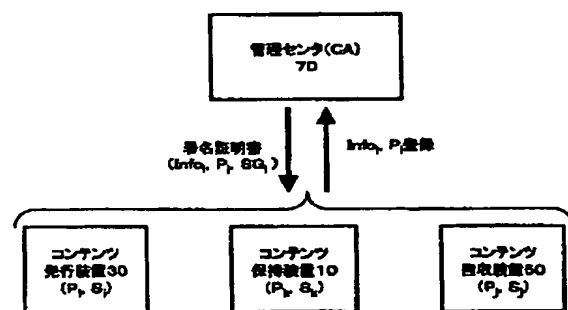 管理センタ(CA)
70
署名証明書
(Info, P, SG)
Info, P 登録
コンテンツ
発行装置30
(P, S)
コンテンツ
保持装置10
(P, S)
コンテンツ
回収装置50
(P, S)